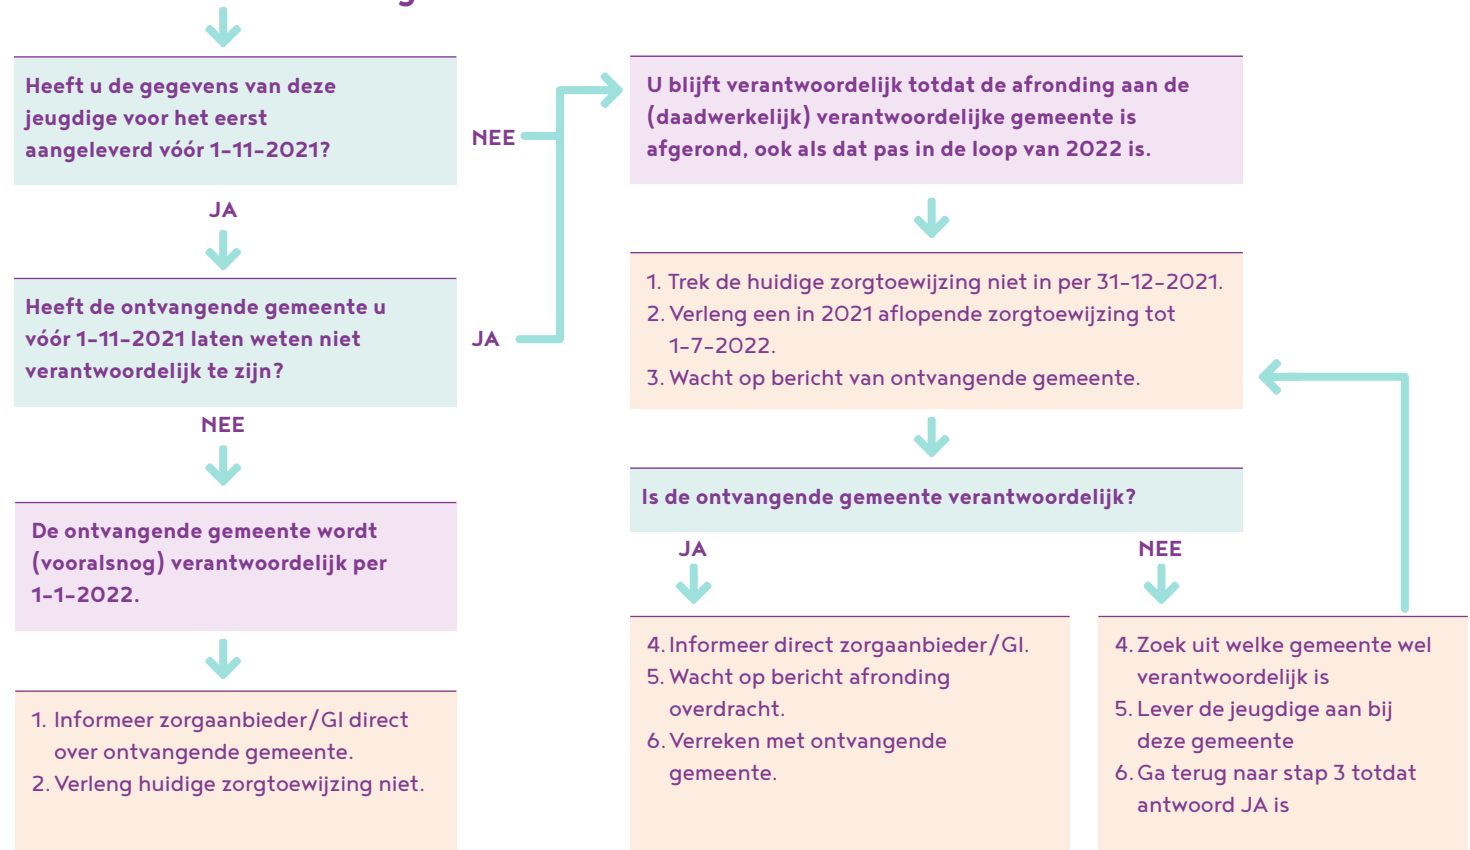 Heeft u de gegevens van deze
jeugdige voor het eerst
aangeleverd vóór 1-11-2021?
NEE
JA
Heeft de ontvangende gemeente u
vóór 1-11-2021 laten weten niet
verantwoordelijk te zijn?
JA
NEE
De ontvangende gemeente wordt
(vooralsnog) verantwoordelijk per
1-1-2022.
1. Informeer zorgaanbieder/GI direct
over ontvangende gemeente.
2. Verleng huidige zorgtoewijzing niet.
U blijft verantwoordelijk totdat de afronding aan de
(daadwerkelijk) verantwoordelijke gemeente is
afgerond, ook als dat pas in de loop van 2022 is.
1. Trek de huidige zorgtoewijzing niet in per 31-12-2021.
2. Verleng een in 2021 aflopende zorgtoewijzing tot
1-7-2022.
3. Wacht op bericht van ontvangende gemeente.
Is de ontvangende gemeente verantwoordelijk?
JA
4. Informeer direct zorgaanbieder/GI.
5. Wacht op bericht afronding
overdracht.
6. Verreken met ontvangende
gemeente.
NEE
4. Zoek uit welke gemeente wel
verantwoordelijk is
5. Lever de jeugdige aan bij
deze gemeente
6. Ga terug naar stap 3 totdat
antwoord JA is